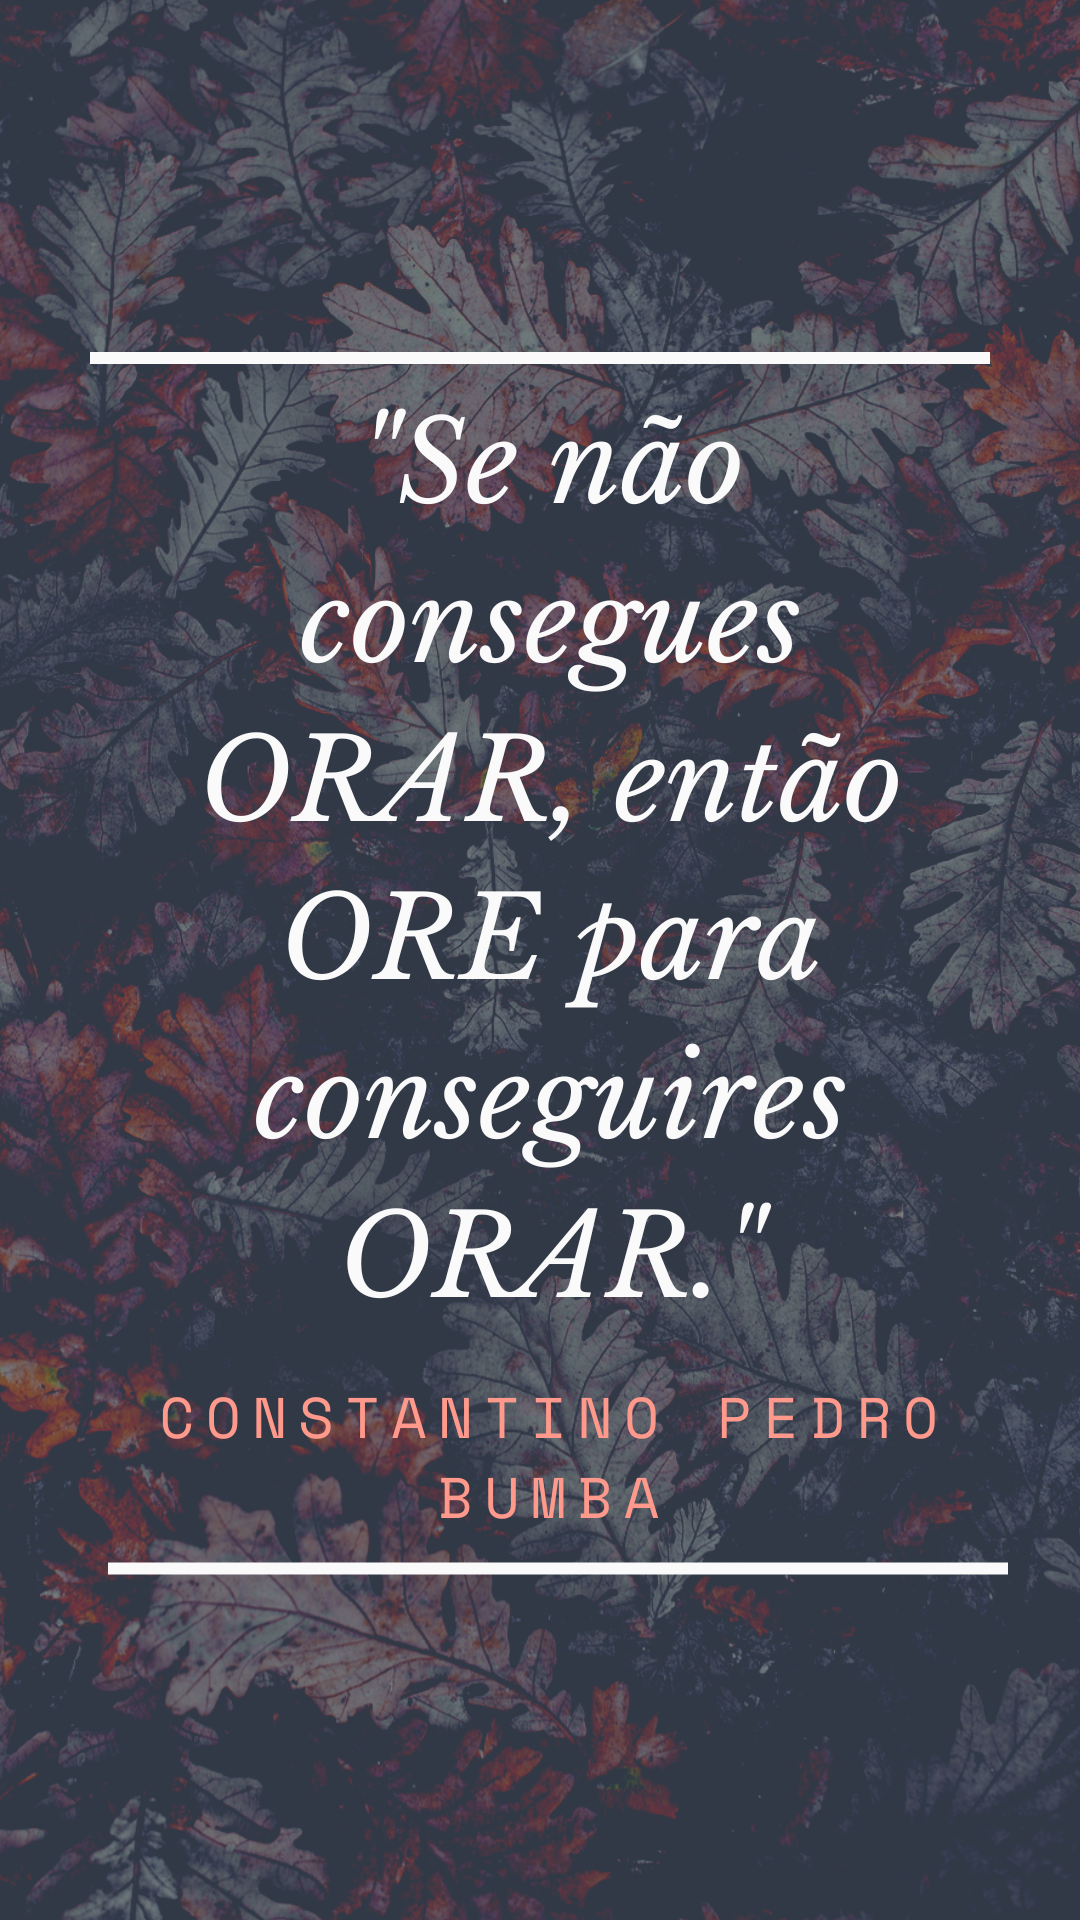 "Se não
consegues
ORAR, então
ORE para
conseguires
ORAR."
CONSTANTINO PEDRO
BUMBA